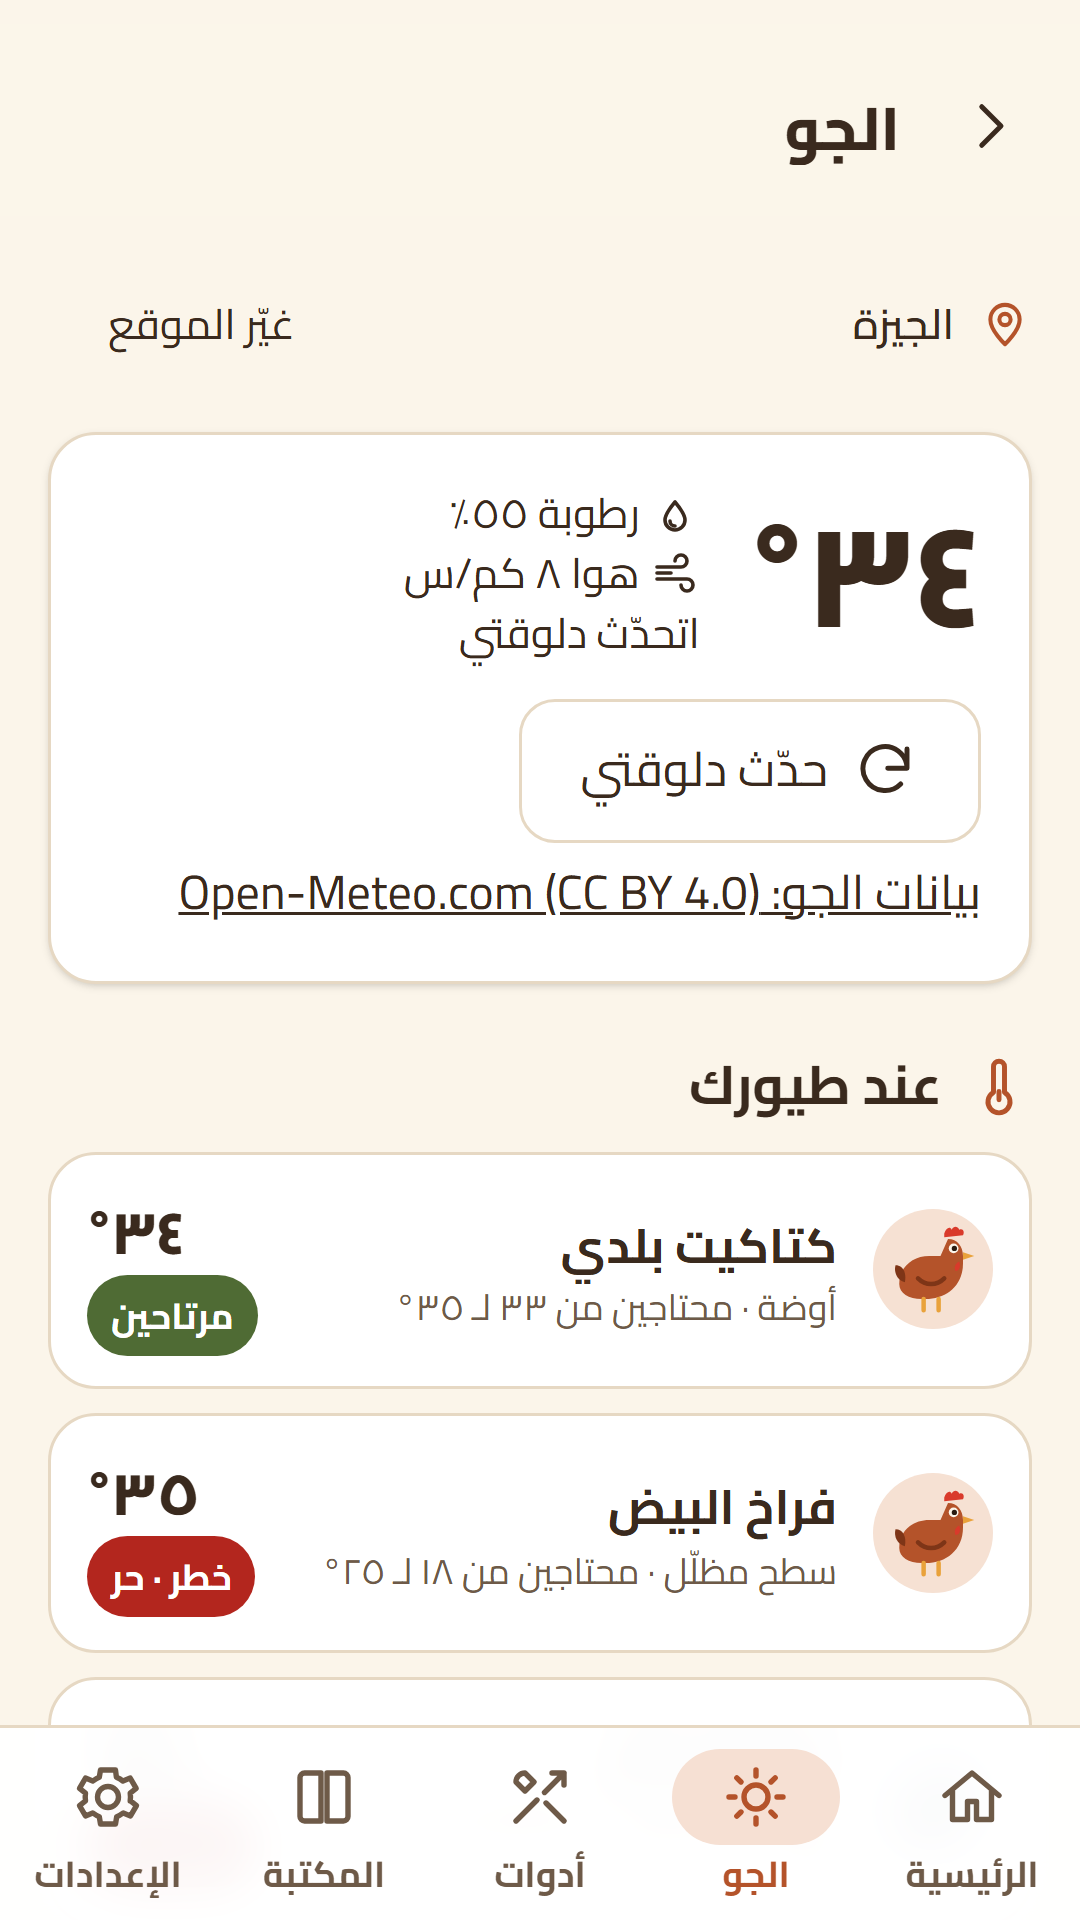 الجو
الجيزة
غيّر الموقع
٣٤°
رطوبة ٥٥٪
هوا ٨ كم/س
اتحدّث دلوقتي
حدّث دلوقتي
بيانات الجو: Open-Meteo.com (CC BY 4.0)
عند طيورك
كتاكيت بلدي
أوضة · محتاجين من ٣٣ لـ ٣٥°
٣٤°
مرتاحين
فراخ البيض
سطح مظلّل · محتاجين من ١٨ لـ ٢٥°
٣٥°
خطر · حر
الرئيسية
الجو
أدوات
المكتبة
الإعدادات